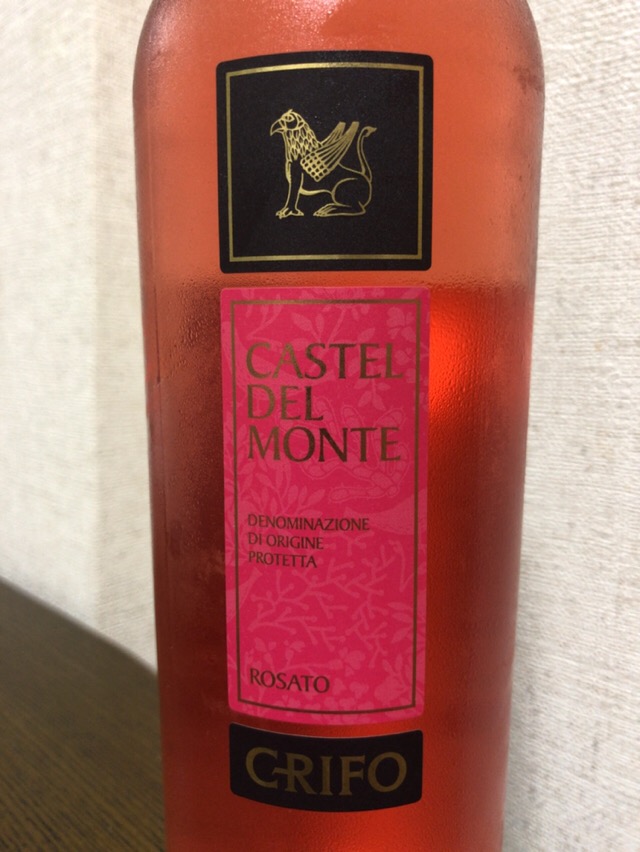 CASTEL
DEL
MONTE
DENOMINAZIONE
DI ORIGINE
PROTETTA
ROSATO
GRIFO